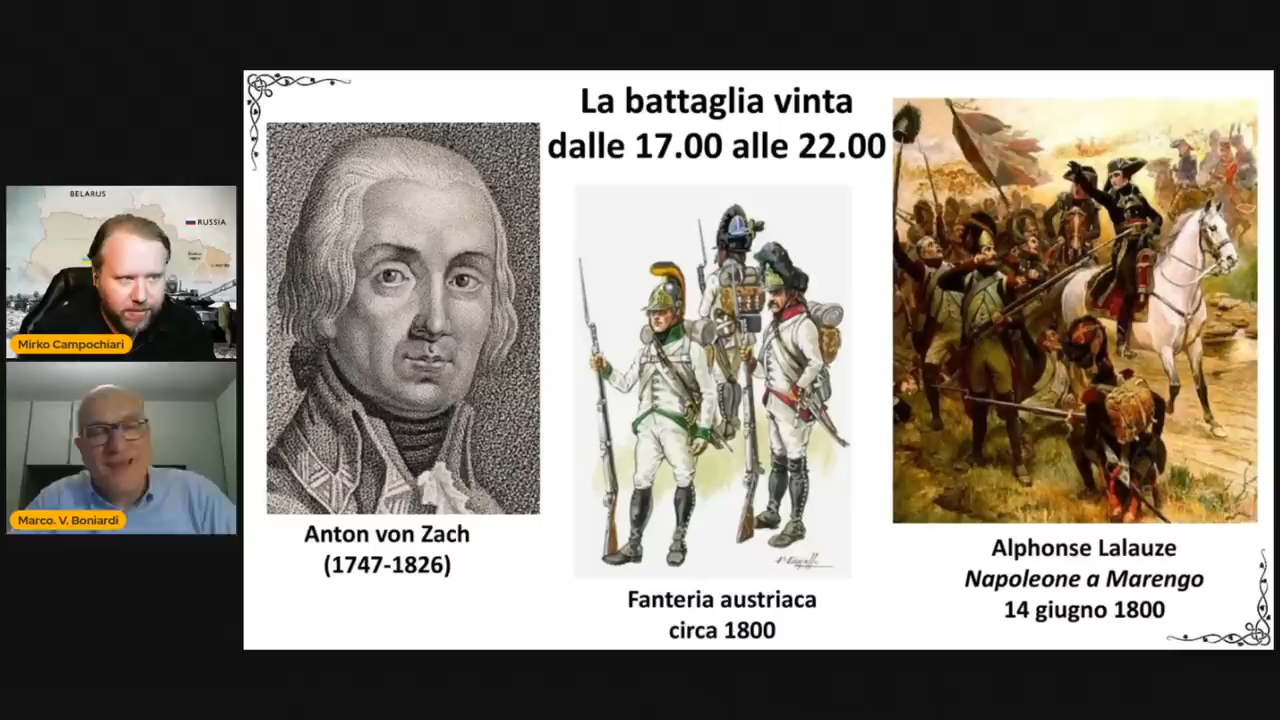 BELARUS
RUSSIA
Mirko Campochiari
Marco. V. Boniardi
La battaglia vinta
dalle 17.00 alle 22.00
Anton von Zach
(1747-1826)
Fanteria austriaca
circa 1800
Alphonse Lalauze
Napoleone a Marengo
14 giugno 1800